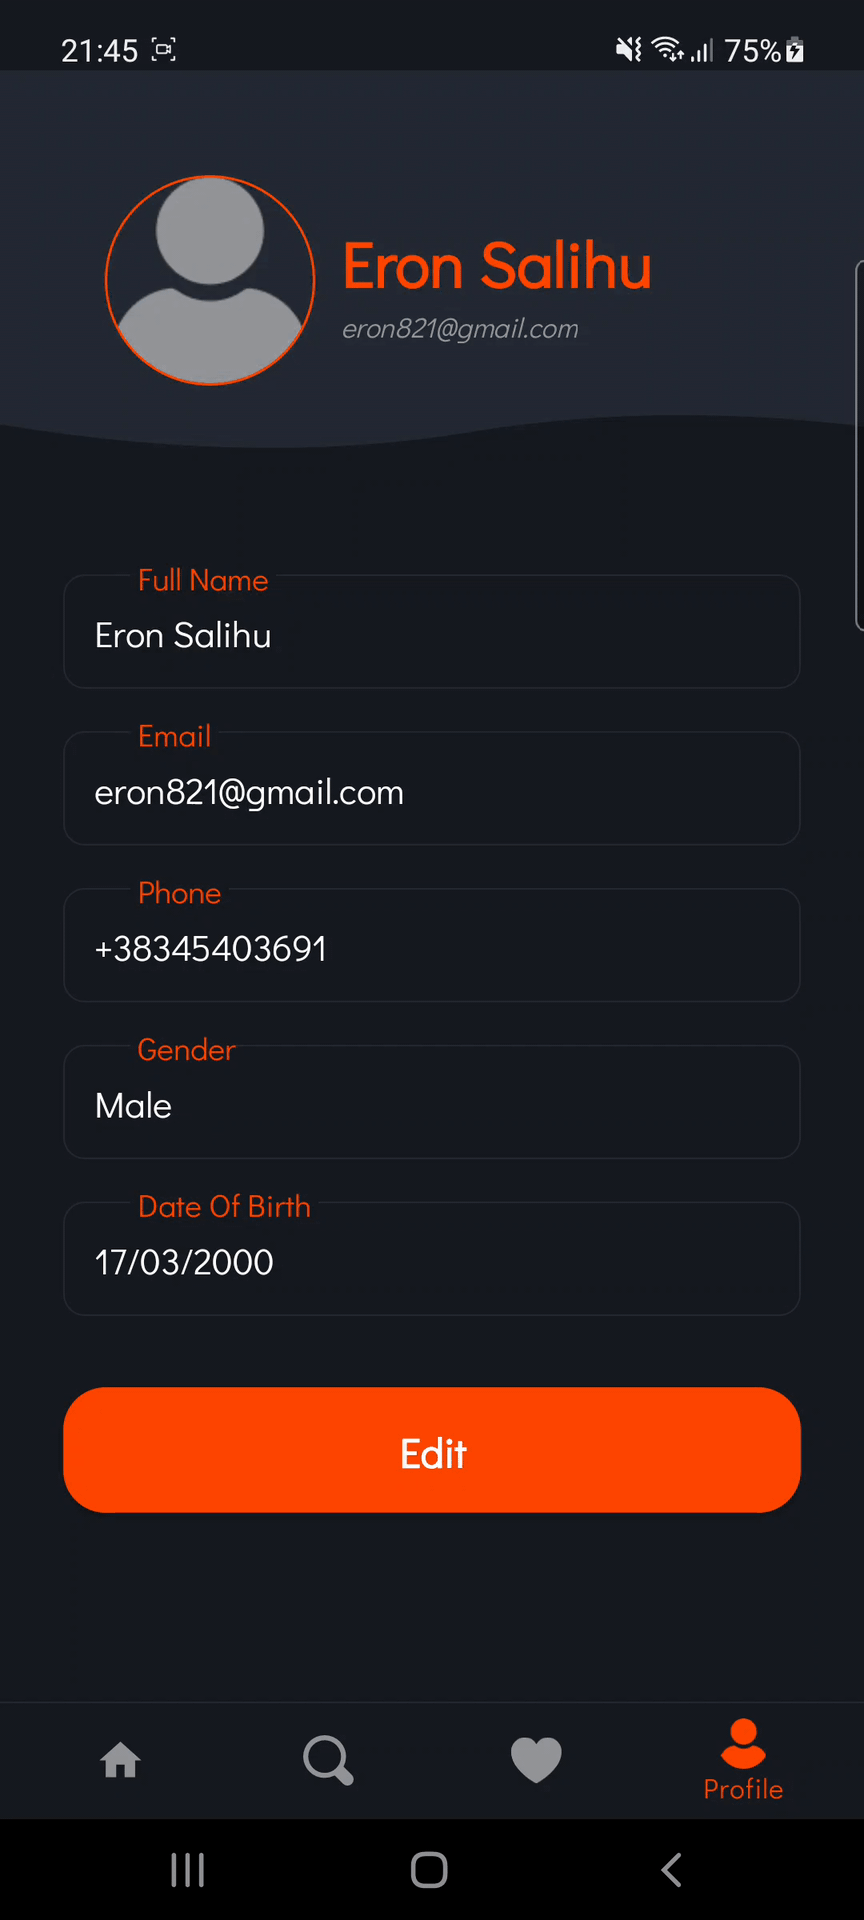 21:45
75%
Eron Salihu
eron821@gmail.com
Full Name
Eron Salihu
Email
eron821@gmail.com
Phone
+38345403691
Gender
Male
Date Of Birth
17/03/2000
Edit
Profile